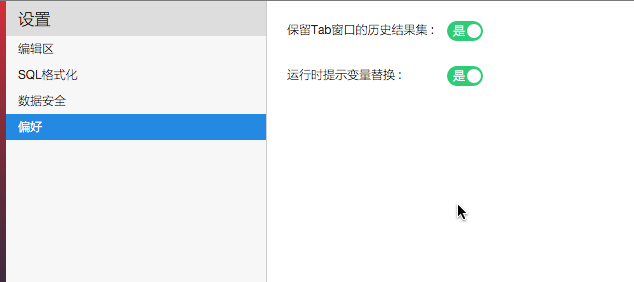 设置
编辑区
SQL格式化
数据安全
偏好
保留Tab窗口的历史结果集： 是
运行时提示变量替换： 是